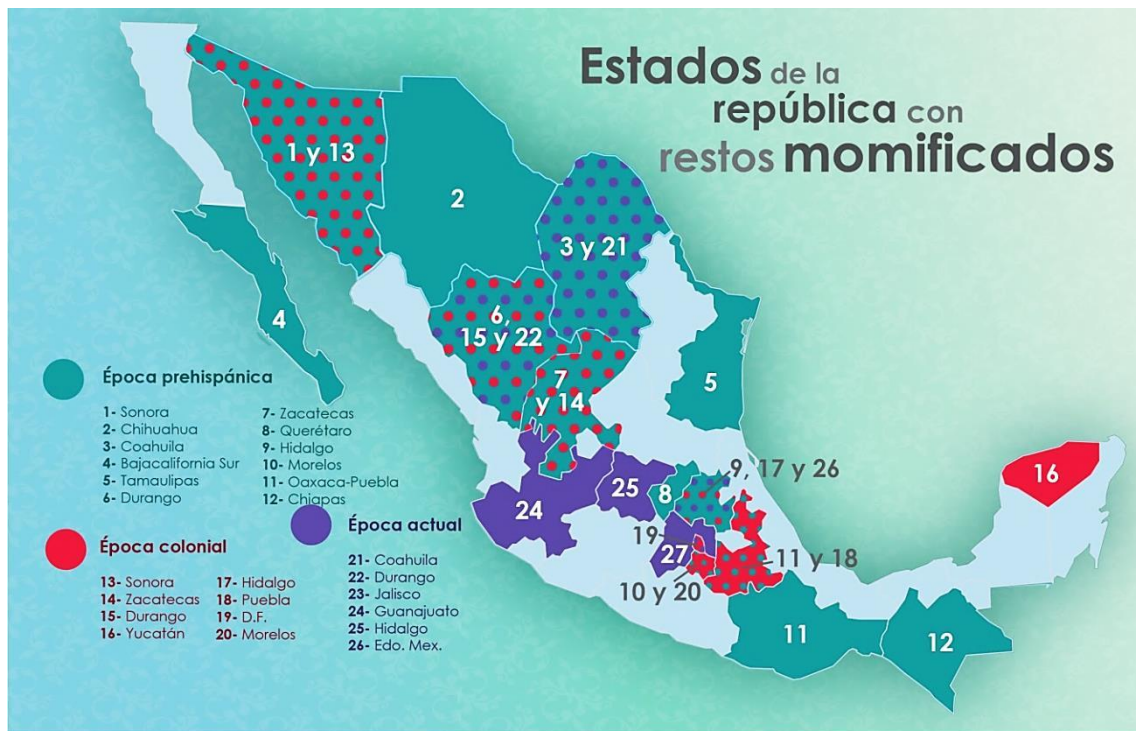 Estados de la
república con
restos momificados
1 y 13
2
3 y 21
4
6,
15 y 22
5
7
y 14
9, 17 y 26
8
25
24
16
19
27
11 y 18
10 y 20
11
12
Época prehispánica
1- Sonora
2- Chihuahua
3- Coahuila
4- Bajacalifornia Sur
5- Tamaulipas
6- Durango
7- Zacatecas
8- Querétaro
9- Hidalgo
10- Morelos
11- Oaxaca-Puebla
12- Chiapas
Época colonial
13- Sonora
14- Zacatecas
15- Durango
16- Yucatán
17- Hidalgo
18- Puebla
19- D.F.
20- Morelos
Época actual
21- Coahuila
22- Durango
23- Jalisco
24- Guanajuato
25- Hidalgo
26- Edo. Mex.